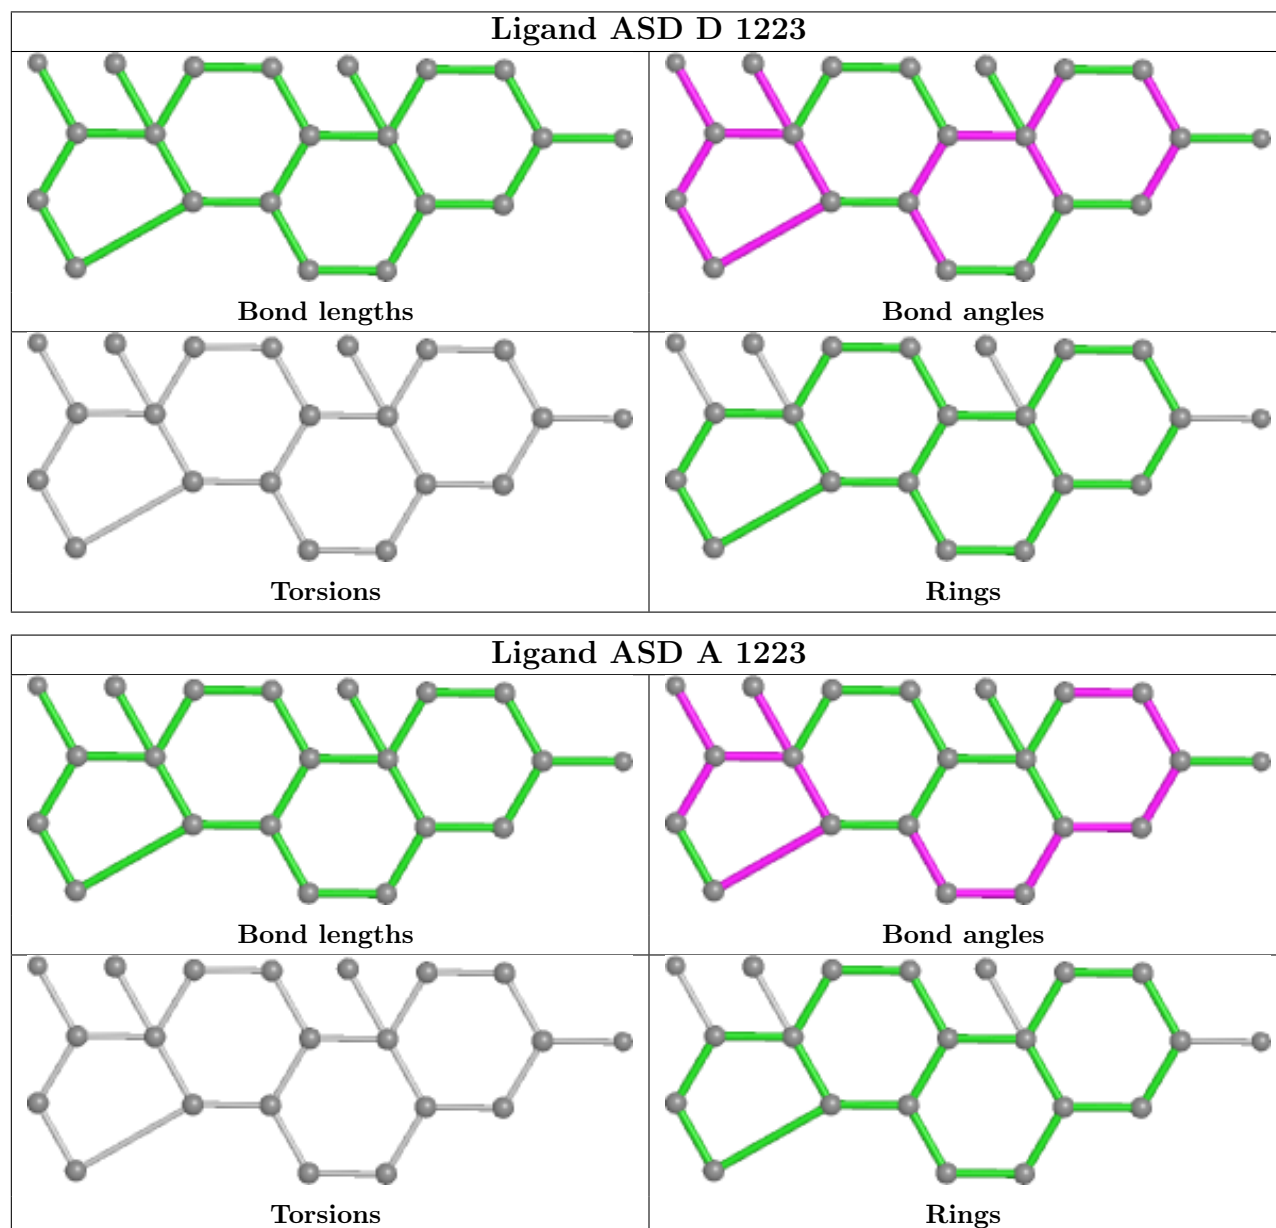 Ligand ASD D 1223
Bond lengths
Bond angles
Torsions
Rings
Ligand ASD A 1223
Bond lengths
Bond angles
Torsions
Rings